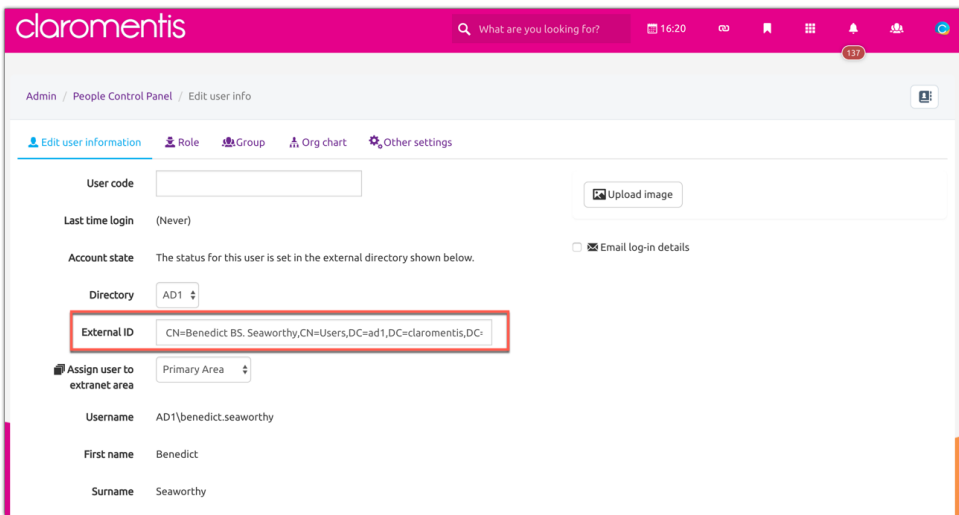 claromentis
What are you looking for?
16:20
137
Admin / People Control Panel / Edit user info
Edit user information
Role
Group
Org chart
Other settings
User code
Upload image
Last time login (Never)
Email log-in details
Account state The status for this user is set in the external directory shown below.
Directory AD1
External ID CN=Benedict BS. Seaworthy,CN=Users,DC=ad1,DC=claromentis,DC=
Assign user to Primary Area
extranet area
Username AD1\benedict.seaworthy
First name Benedict
Surname Seaworthy